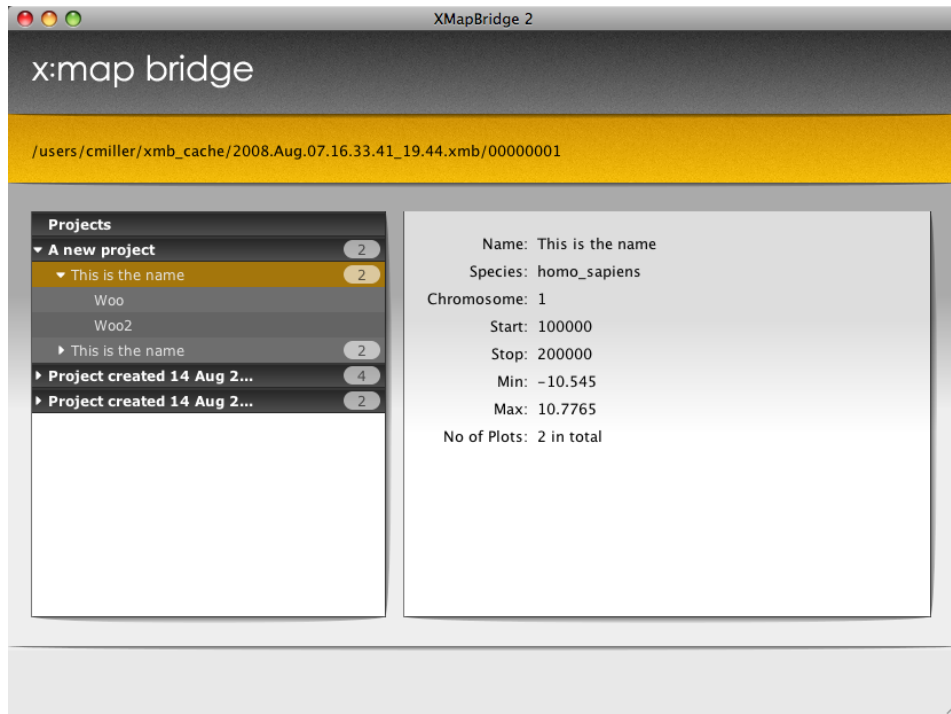 XMapBridge 2
x:map bridge
/users/cmiller/xmb_cache/2008.Aug.07.16.33.41_19.44.xmb/00000001
Projects
A new project 2
This is the name 2
Woo
Woo2
This is the name 2
Project created 14 Aug 2... 4
Project created 14 Aug 2... 2
Name: This is the name
Species: homo_sapiens
Chromosome: 1
Start: 100000
Stop: 200000
Min: -10.545
Max: 10.7765
No of Plots: 2 in total